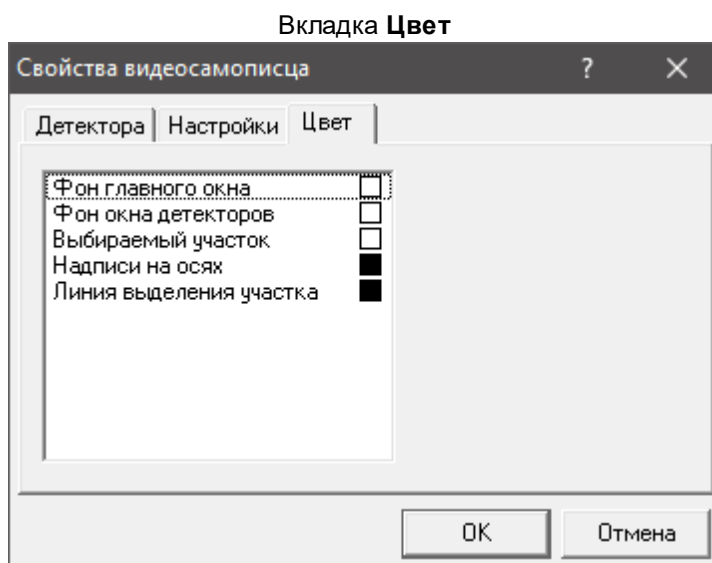 Вкладка Цвет
Свойства видеосамописца ? ×
Детектора Настройки Цвет
Фон главного окна
Фон окна детекторов
Выбираемый участок
Надписи на осях
Линия выделения участка
OK Отмена